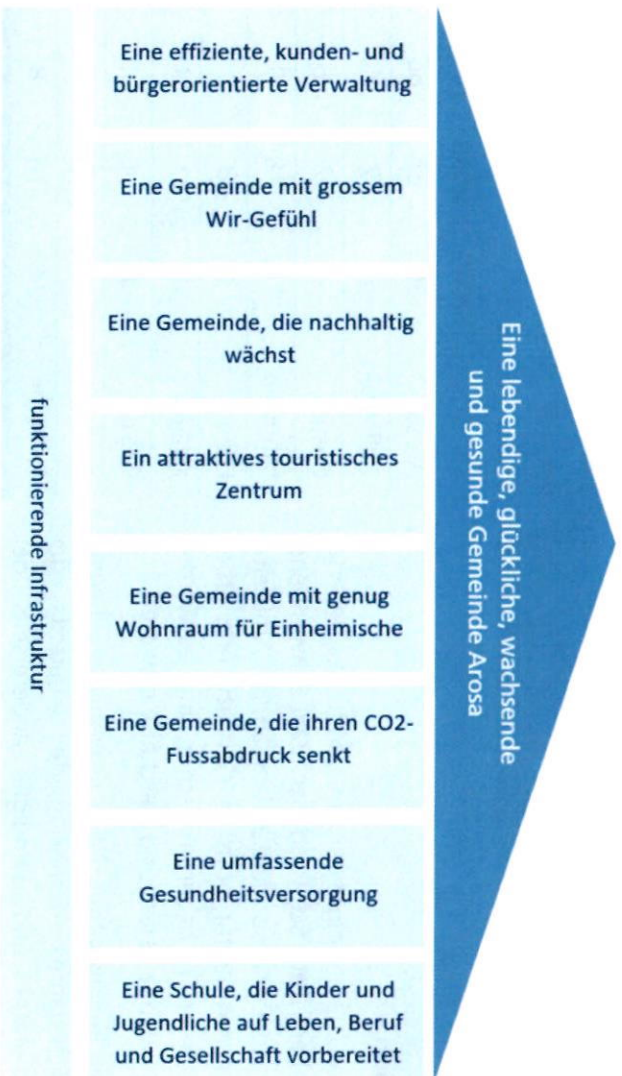 Eine effiziente, kunden- und
bürgerorientierte Verwaltung
Eine Gemeinde mit grossem
Wir-Gefühl
Eine Gemeinde, die nachhaltig
wächst
Ein attraktives touristisches
Zentrum
Eine Gemeinde mit genug
Wohnraum für Einheimische
Eine Gemeinde, die ihren CO2-
Fussabdruck senkt
Eine umfassende
Gesundheitsversorgung
Eine Schule, die Kinder und
Jugendliche auf Leben, Beruf
und Gesellschaft vorbereitet
funktionierende Infrastruktur
Eine lebendige, glückliche, wachsende
und gesunde Gemeinde Arosa